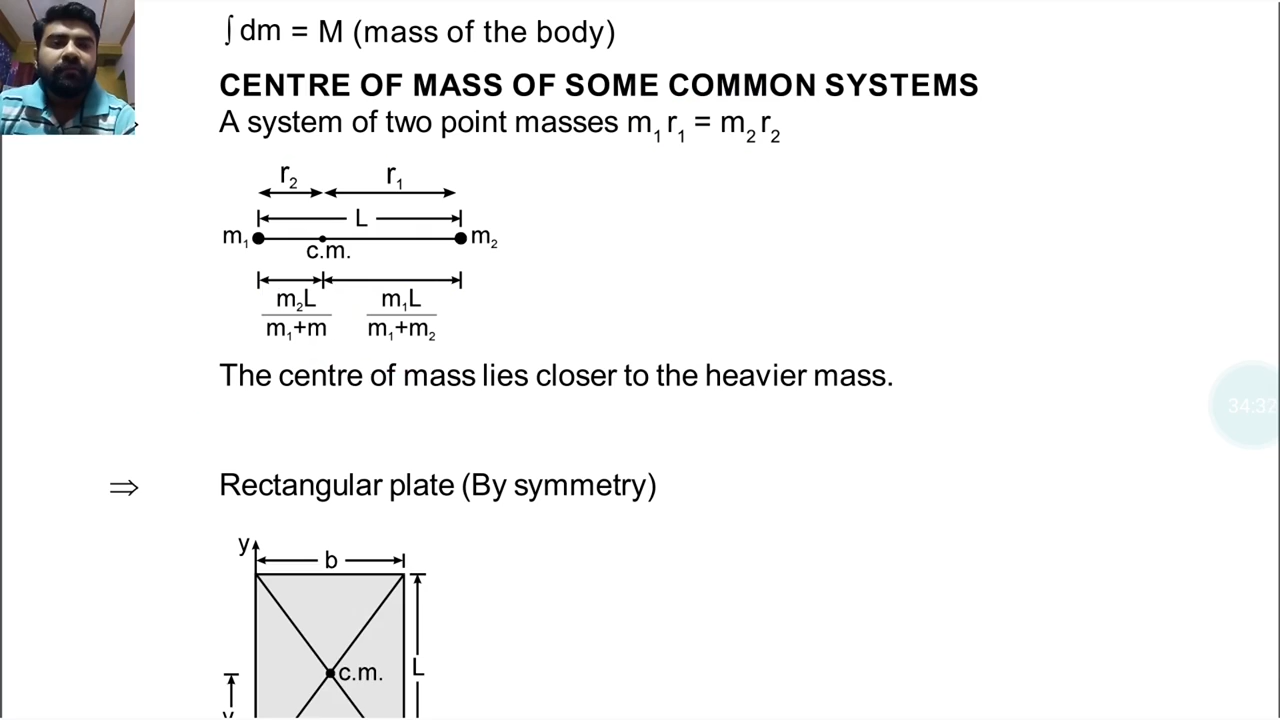 ∫ dm = M (mass of the body)
CENTRE OF MASS OF SOME COMMON SYSTEMS
A system of two point masses m₁ r₁ = m₂ r₂
r₂ r₁
L
m₁ m₂
c.m.
m₂L m₁L
m₁+m m₁+m₂
The centre of mass lies closer to the heavier mass.
34:32
⇒ Rectangular plate (By symmetry)
y
b
c.m. L